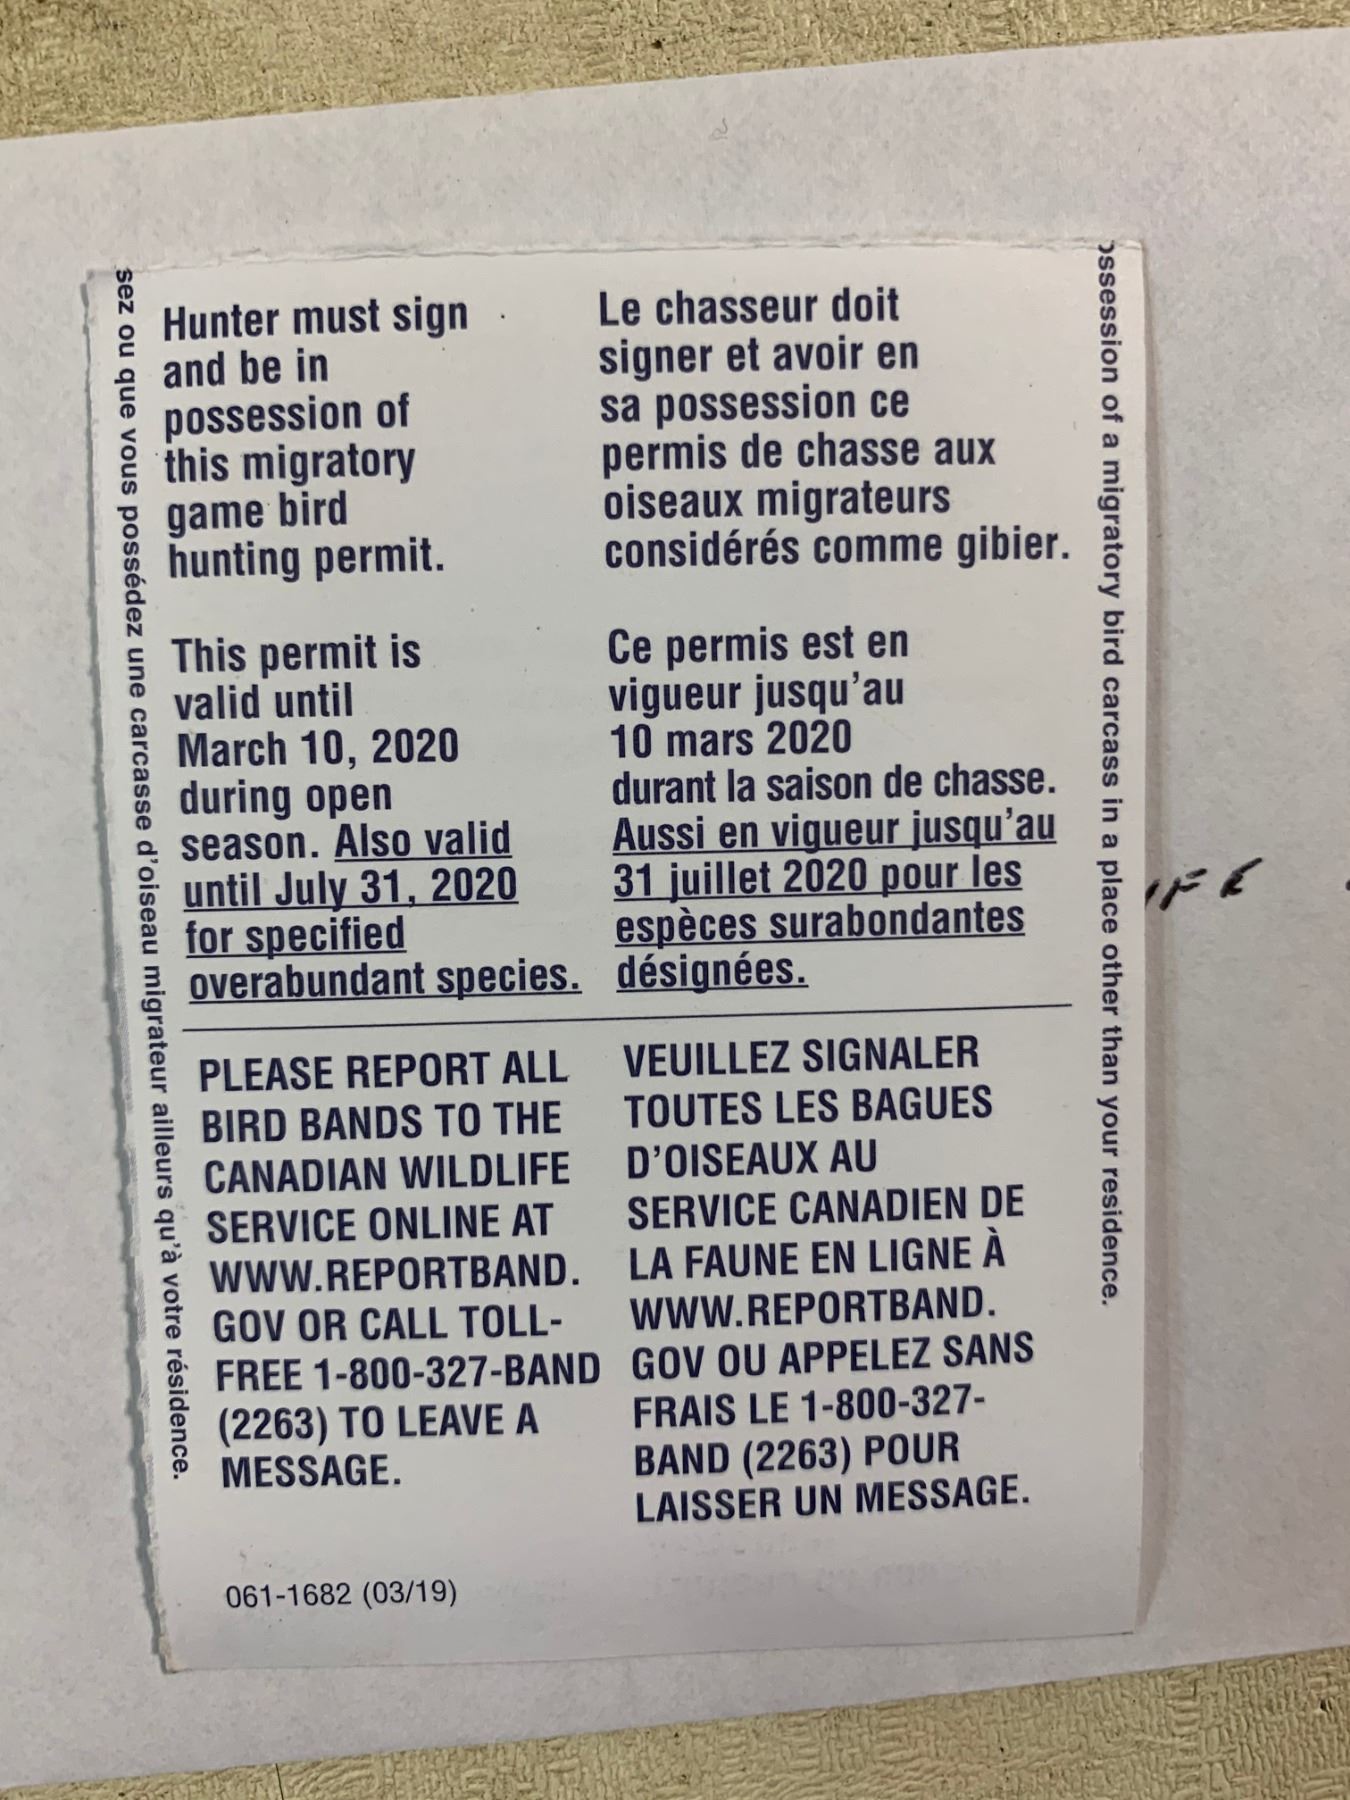 Hunter must sign
and be in
possession of
this migratory
game bird
hunting permit.
This permit is
valid until
March 10, 2020
during open
season. Also valid
until July 31, 2020
for specified
overabundant species.
Le chasseur doit
signer et avoir en
sa possession ce
permis de chasse aux
oiseaux migrateurs
considérés comme gibier.
Ce permis est en
vigueur jusqu'au
10 mars 2020
durant la saison de chasse.
Aussi en vigueur jusqu'au
31 juillet 2020 pour les
espèces surabondantes
désignées.
PLEASE REPORT ALL
BIRD BANDS TO THE
CANADIAN WILDLIFE
SERVICE ONLINE AT
WWW.REPORTBAND.
GOV OR CALL TOLL-
FREE 1-800-327-BAND
(2263) TO LEAVE A
MESSAGE.
VEUILLEZ SIGNALER
TOUTES LES BAGUES
D'OISEAUX AU
SERVICE CANADIEN DE
LA FAUNE EN LIGNE À
WWW.REPORTBAND.
GOV OU APPELEZ SANS
FRAIS LE 1-800-327-
BAND (2263) POUR
LAISSER UN MESSAGE.
061-1682 (03/19)
sez ou que vous possédez une carcasse d'oiseau migrateur ailleurs qu'à votre résidence.
ossession of a migratory bird carcass in a place other than your residence.